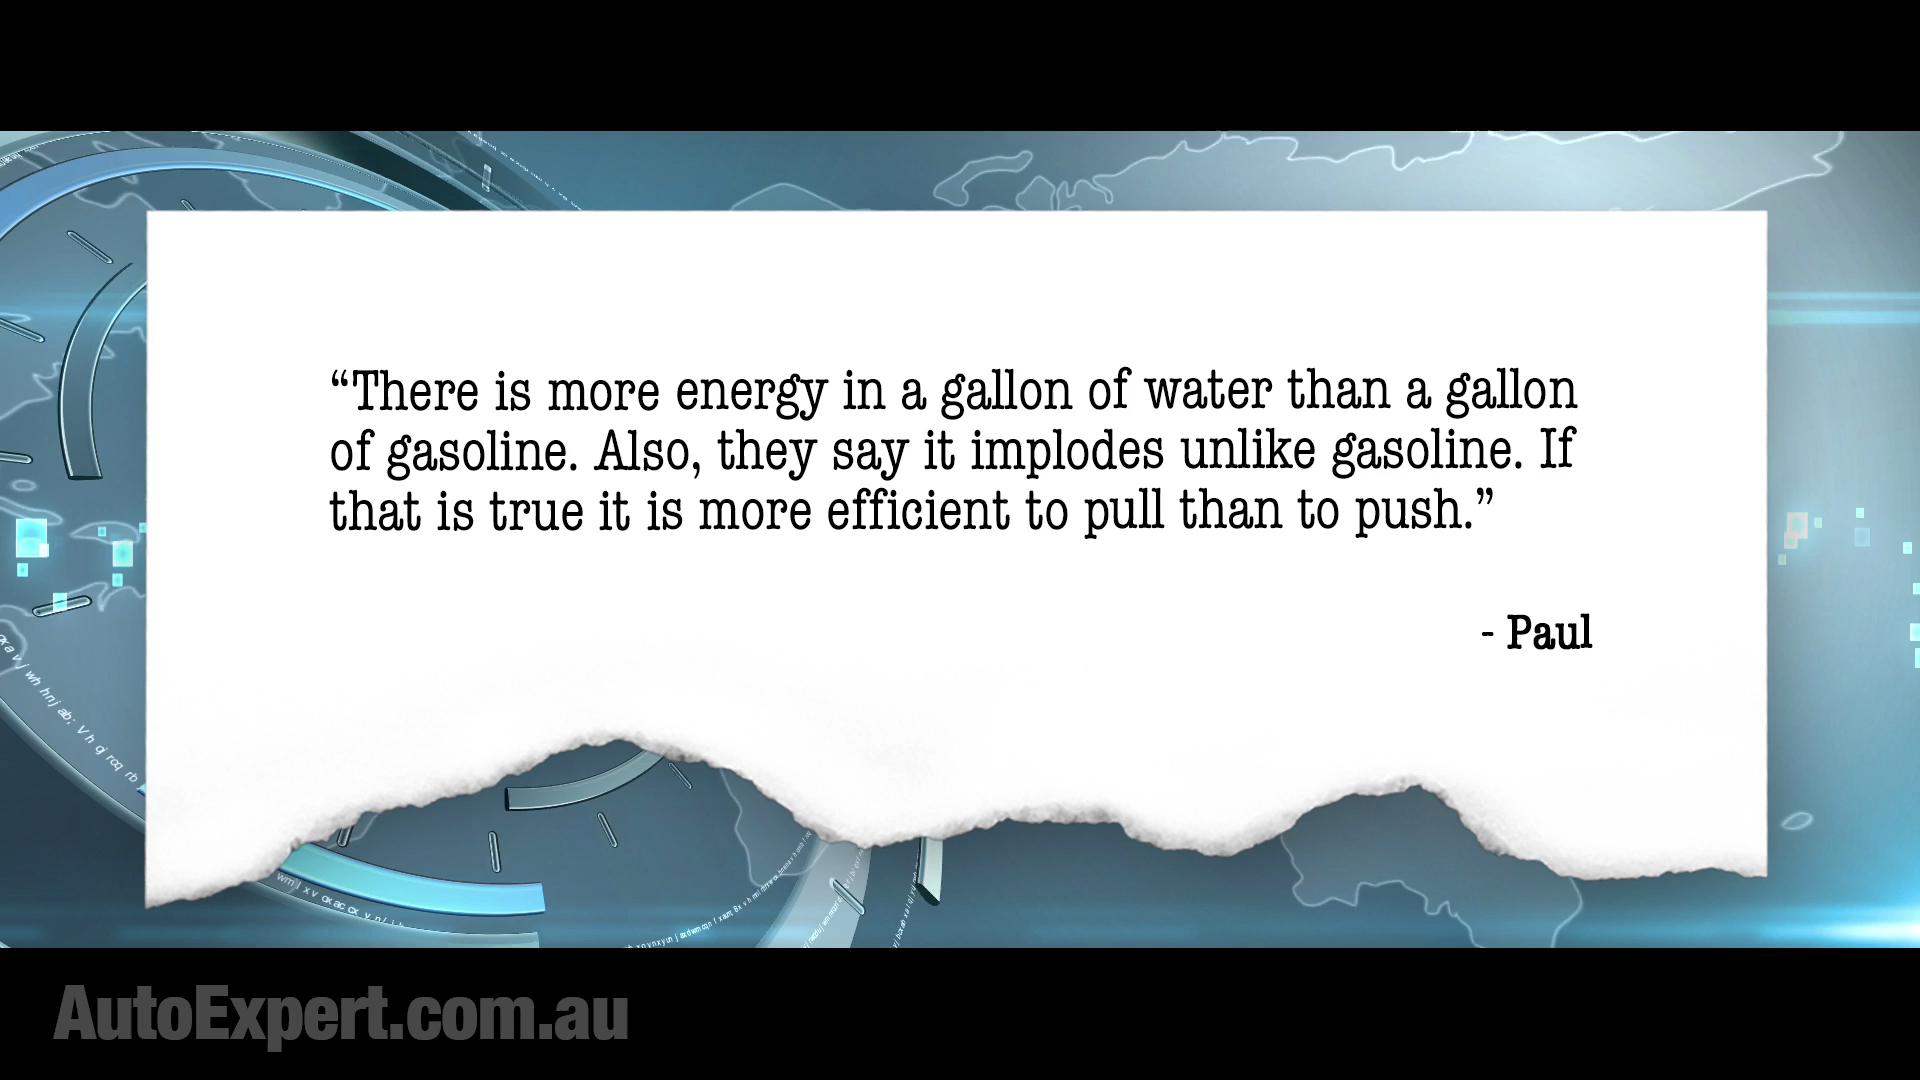 “There is more energy in a gallon of water than a gallon
of gasoline. Also, they say it implodes unlike gasoline. If
that is true it is more efficient to pull than to push.”
- Paul
AutoExpert.com.au